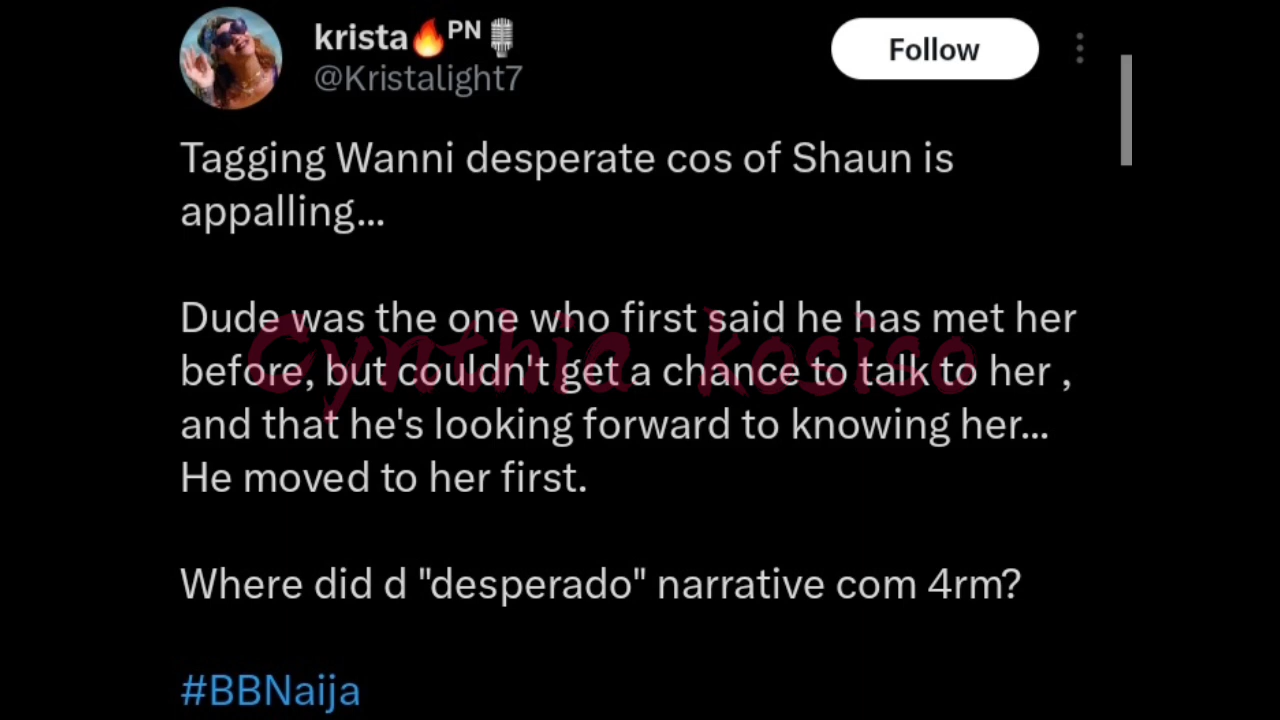 krista🔥PN🎙
@Kristalight7
Follow
Tagging Wanni desperate cos of Shaun is
appalling...
Dude was the one who first said he has met her
before, but couldn't get a chance to talk to her ,
and that he's looking forward to knowing her...
He moved to her first.
Where did d "desperado" narrative com 4rm?
#BBNaija
Cynthia kosiso